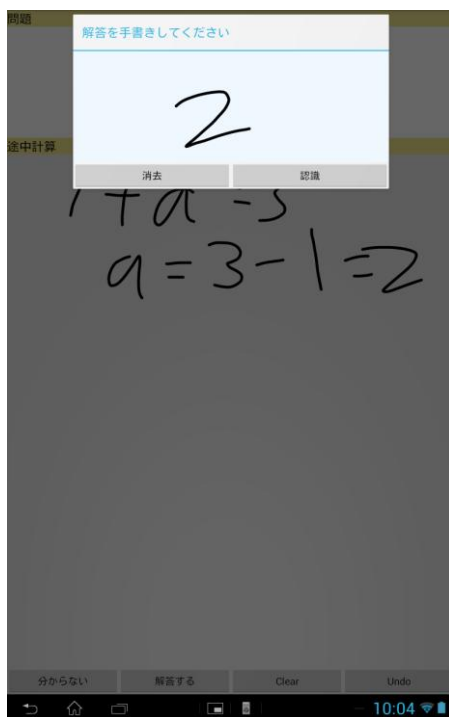 問題
解答を手書きしてください
2
途中計算
消去 認識
1+a=3
a=3-1=2
分からない 解答する Clear Undo
10:04